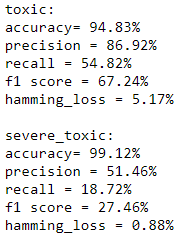 toxic:
accuracy= 94.83%
precision = 86.92%
recall = 54.82%
f1 score = 67.24%
hamming_loss = 5.17%

severe_toxic:
accuracy= 99.12%
precision = 51.46%
recall = 18.72%
f1 score = 27.46%
hamming_loss = 0.88%